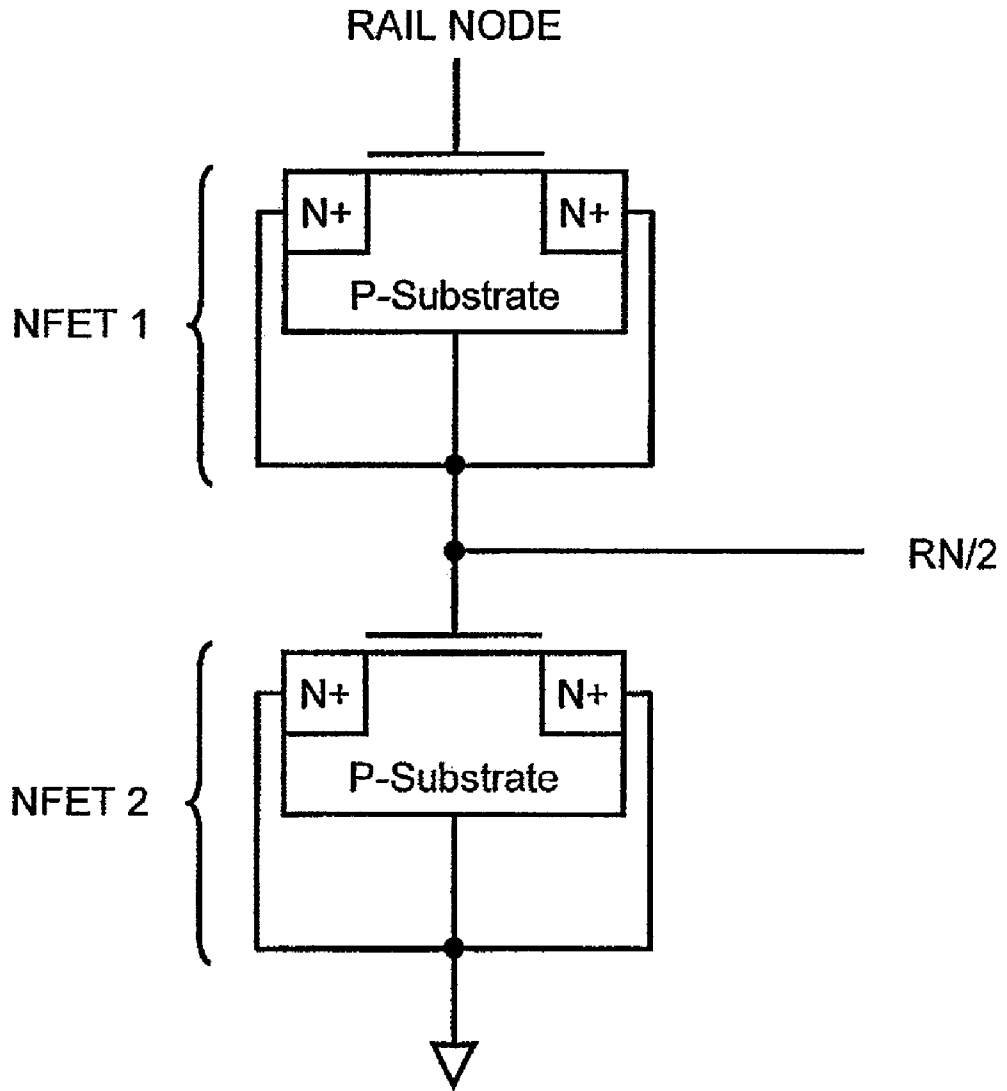 RAIL NODE
N+ N+
P-Substrate
NFET 1
RN/2
N+ N+
P-Substrate
NFET 2